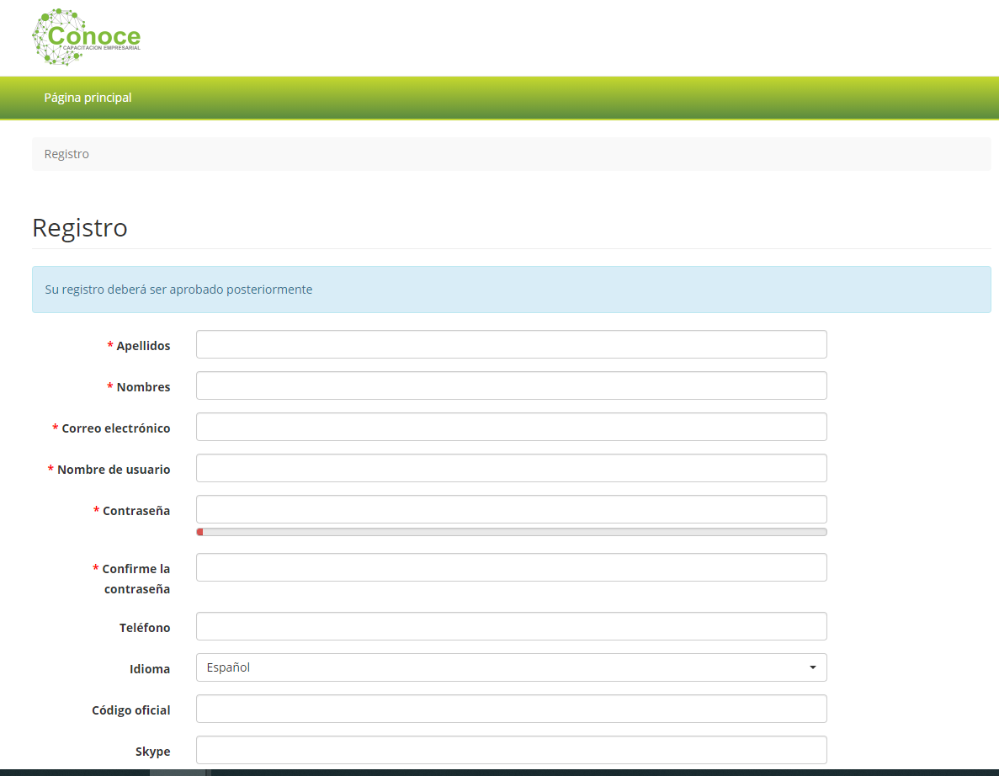 Conoce
CAPACITACION EMPRESARIAL
Página principal
Registro
Registro
Su registro deberá ser aprobado posteriormente
* Apellidos
* Nombres
* Correo electrónico
* Nombre de usuario
* Contraseña
* Confirme la
contraseña
Teléfono
Idioma
Español
Código oficial
Skype